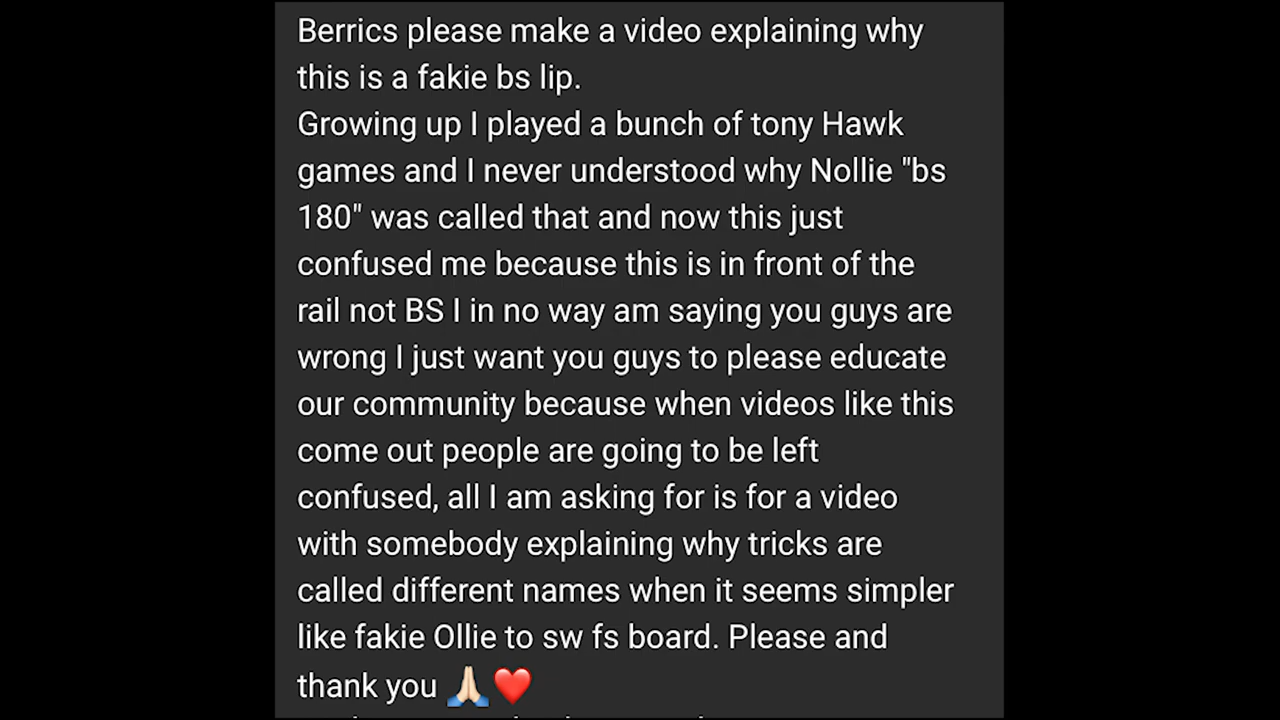 Berrics please make a video explaining why
this is a fakie bs lip.
Growing up I played a bunch of tony Hawk
games and I never understood why Nollie "bs
180" was called that and now this just
confused me because this is in front of the
rail not BS I in no way am saying you guys are
wrong I just want you guys to please educate
our community because when videos like this
come out people are going to be left
confused, all I am asking for is for a video
with somebody explaining why tricks are
called different names when it seems simpler
like fakie Ollie to sw fs board. Please and
thank you 🙏🏻❤️